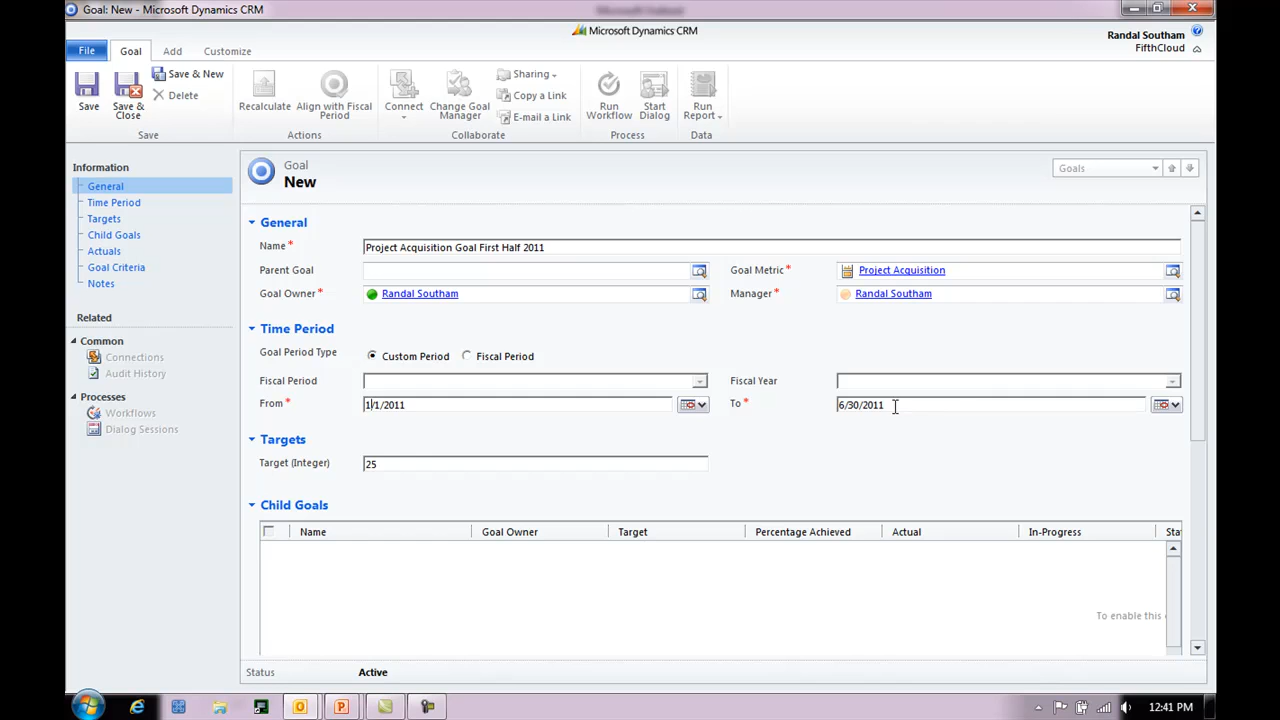 Goal: New - Microsoft Dynamics CRM
Microsoft Dynamics CRM
Randal Southam
FifthCloud
File Goal Add Customize
Save
Save & Close
Save & New
Delete
Recalculate
Align with Fiscal Period
Connect
Change Goal Manager
Sharing
Copy a Link
E-mail a Link
Run Workflow
Start Dialog
Run Report
Save Actions Collaborate Process Data
Information
General
Time Period
Targets
Child Goals
Actuals
Goal Criteria
Notes
Related
Common
Connections
Audit History
Processes
Workflows
Dialog Sessions
Goal
New
Goals
General
Name * Project Acquisition Goal First Half 2011
Parent Goal Goal Metric * Project Acquisition
Goal Owner * Randal Southam Manager * Randal Southam
Time Period
Goal Period Type Custom Period Fiscal Period
Fiscal Period Fiscal Year
From * 1/1/2011 To * 6/30/2011
Targets
Target (Integer) 25
Child Goals
Name Goal Owner Target Percentage Achieved Actual In-Progress Sta
To enable this
Status Active
12:41 PM